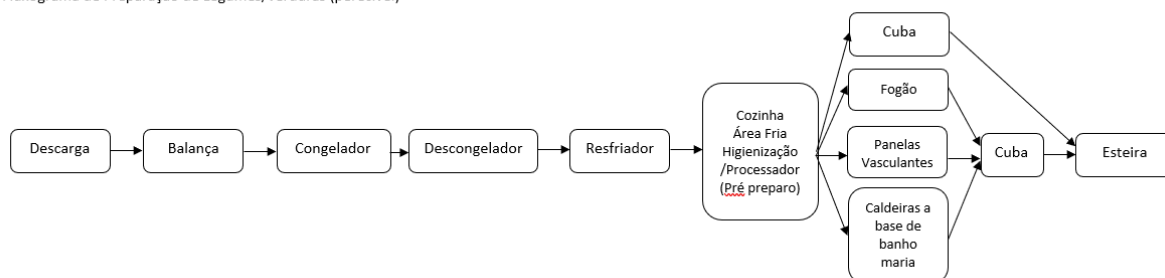 Descarga
Balança
Congelador
Descongelador
Resfriador
Cozinha
Área Fria
Higienização
/Processador
(Pré preparo)
Cuba
Fogão
Panelas
Vasculantes
Caldeiras a
base de
banho
maria
Cuba
Esteira